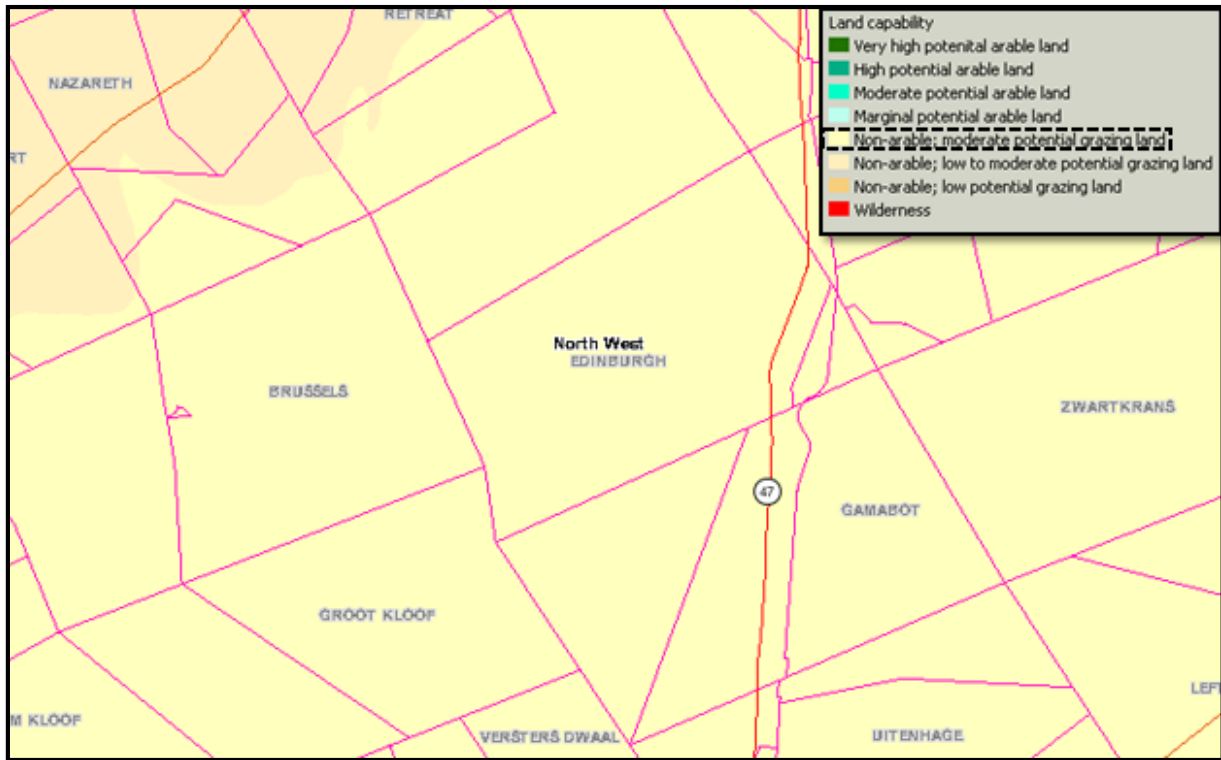 RETREAT
NAZARETH
RT
North West
EDINBURGH
BRUSSELS
ZWARTKRANS
47
GAMABOT
GROOT KLOOF
LEFT
M KLOOF
VERSTERS DWAAL
UITENHAGE
Land capability
Very high potenital arable land
High potential arable land
Moderate potential arable land
Marginal potential arable land
Non-arable; moderate potential grazing land
Non-arable; low to moderate potential grazing land
Non-arable; low potential grazing land
Wilderness